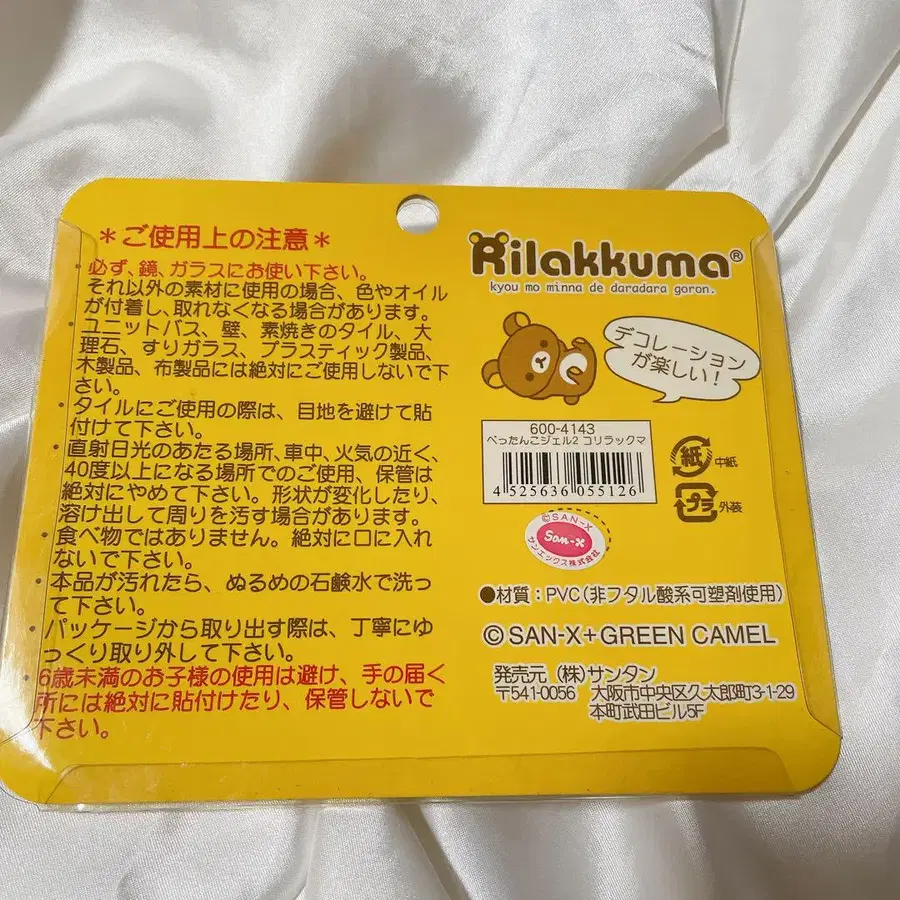 ＊ご使用上の注意＊
・必ず、鏡、ガラスにお使い下さい。
それ以外の素材に使用の場合、色やオイル
が付着し、取れなくなる場合があります。
・ユニットバス、壁、素焼きのタイル、大
理石、すりガラス、プラスティック製品、
木製品、布製品には絶対にご使用しないで下
さい。
・タイルにご使用の際は、目地を避けて貼
付けて下さい。
・直射日光のあたる場所、車中、火気の近く、
40度以上になる場所でのご使用、保管は
絶対にやめて下さい。形状が変化したり、
溶け出して周りを汚す場合があります。
・食べ物ではありません。絶対に口に入れ
ないで下さい。
・本品が汚れたら、ぬるめの石鹸水で洗っ
て下さい。
・パッケージから取り出す際は、丁寧にゆ
っくり取り外して下さい。
・6歳未満のお子様の使用は避け、手の届く
所には絶対に貼付けたり、保管しないで
下さい。
Rilakkuma®
kyou mo minna de daradara goron.
デコレーション
が楽しい！
600-4143
ぺったんこジェル2 コリラックマ
4 525636 055126
紙 中紙
プラ 外装
©SAN-X
San-x
サンエックス株式会社
●材質：PVC（非フタル酸系可塑剤使用）
©SAN-X+GREEN CAMEL
発売元 （株）サンタン
〒541-0056 大阪市中央区久太郎町3-1-29
本町武田ビル5F